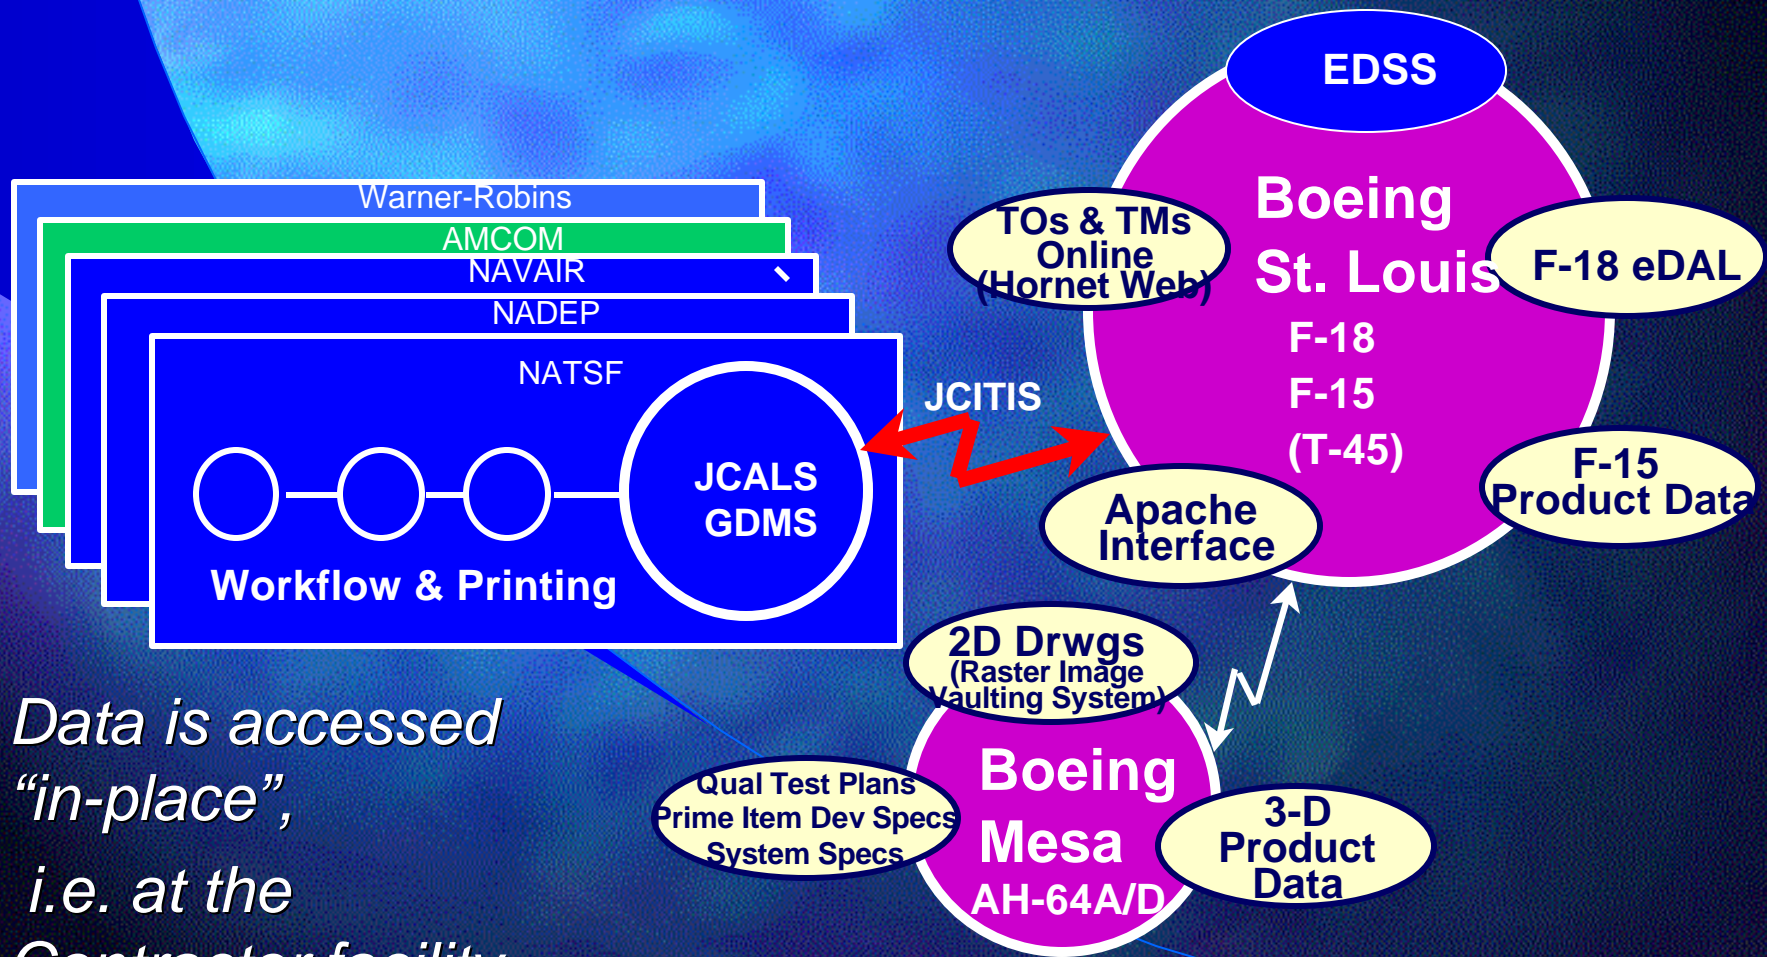 EDSS
Boeing
St. Louis
F-18
F-15
(T-45)
TOs & TMs
Online
(Hornet Web)
F-18 eDAL
F-15
Product Data
Apache
Interface
Warner-Robins
AMCOM
NAVAIR
NADEP
NATSF
JCALS
GDMS
Workflow & Printing
JCITIS
2D Drwgs
(Raster Image
Vaulting System)
Boeing
Mesa
AH-64A/D
Qual Test Plans
Prime Item Dev Specs
System Specs
3-D
Product
Data
Data is accessed
“in-place”,
i.e. at the
Contractor facility